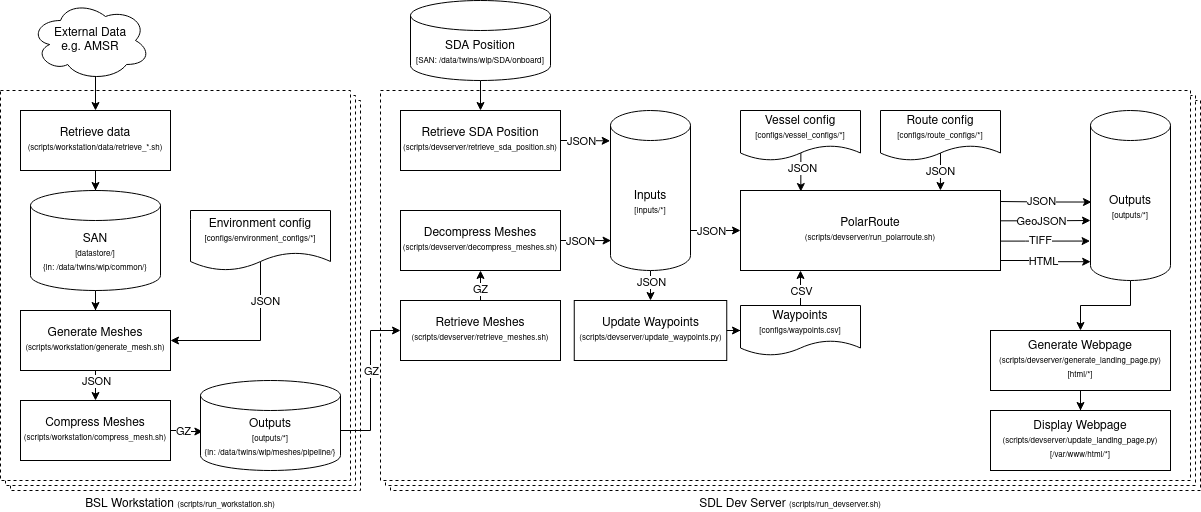 External Data
e.g. AMSR
Retrieve data
(scripts/workstation/data/retrieve_*.sh)
SAN
[datastore/]
{in: /data/twins/wip/common/}
Environment config
[configs/environment_configs/*]
JSON
Generate Meshes
(scripts/workstation/generate_mesh.sh)
JSON
Compress Meshes
(scripts/workstation/compress_mesh.sh)
GZ
Outputs
[outputs/*]
{in: /data/twins/wip/meshes/pipeline/}
BSL Workstation (scripts/run_workstation.sh)
GZ
SDA Position
[SAN: /data/twins/wip/SDA/onboard]
Retrieve SDA Position
(scripts/devserver/retrieve_sda_position.sh)
JSON
Decompress Meshes
(scripts/devserver/decompress_meshes.sh)
JSON
GZ
Retrieve Meshes
(scripts/devserver/retrieve_meshes.sh)
Inputs
[inputs/*]
JSON
JSON
Update Waypoints
(scripts/devserver/update_waypoints.py)
Vessel config
[configs/vessel_configs/*]
JSON
Route config
[configs/route_configs/*]
JSON
PolarRoute
(scripts/devserver/run_polarroute.sh)
CSV
Waypoints
[configs/waypoints.csv]
JSON
GeoJSON
TIFF
HTML
Outputs
[outputs/*]
Generate Webpage
(scripts/devserver/generate_landing_page.py)
[html/*]
Display Webpage
(scripts/devserver/update_landing_page.py)
[/var/www/html/*]
SDL Dev Server (scripts/run_devserver.sh)